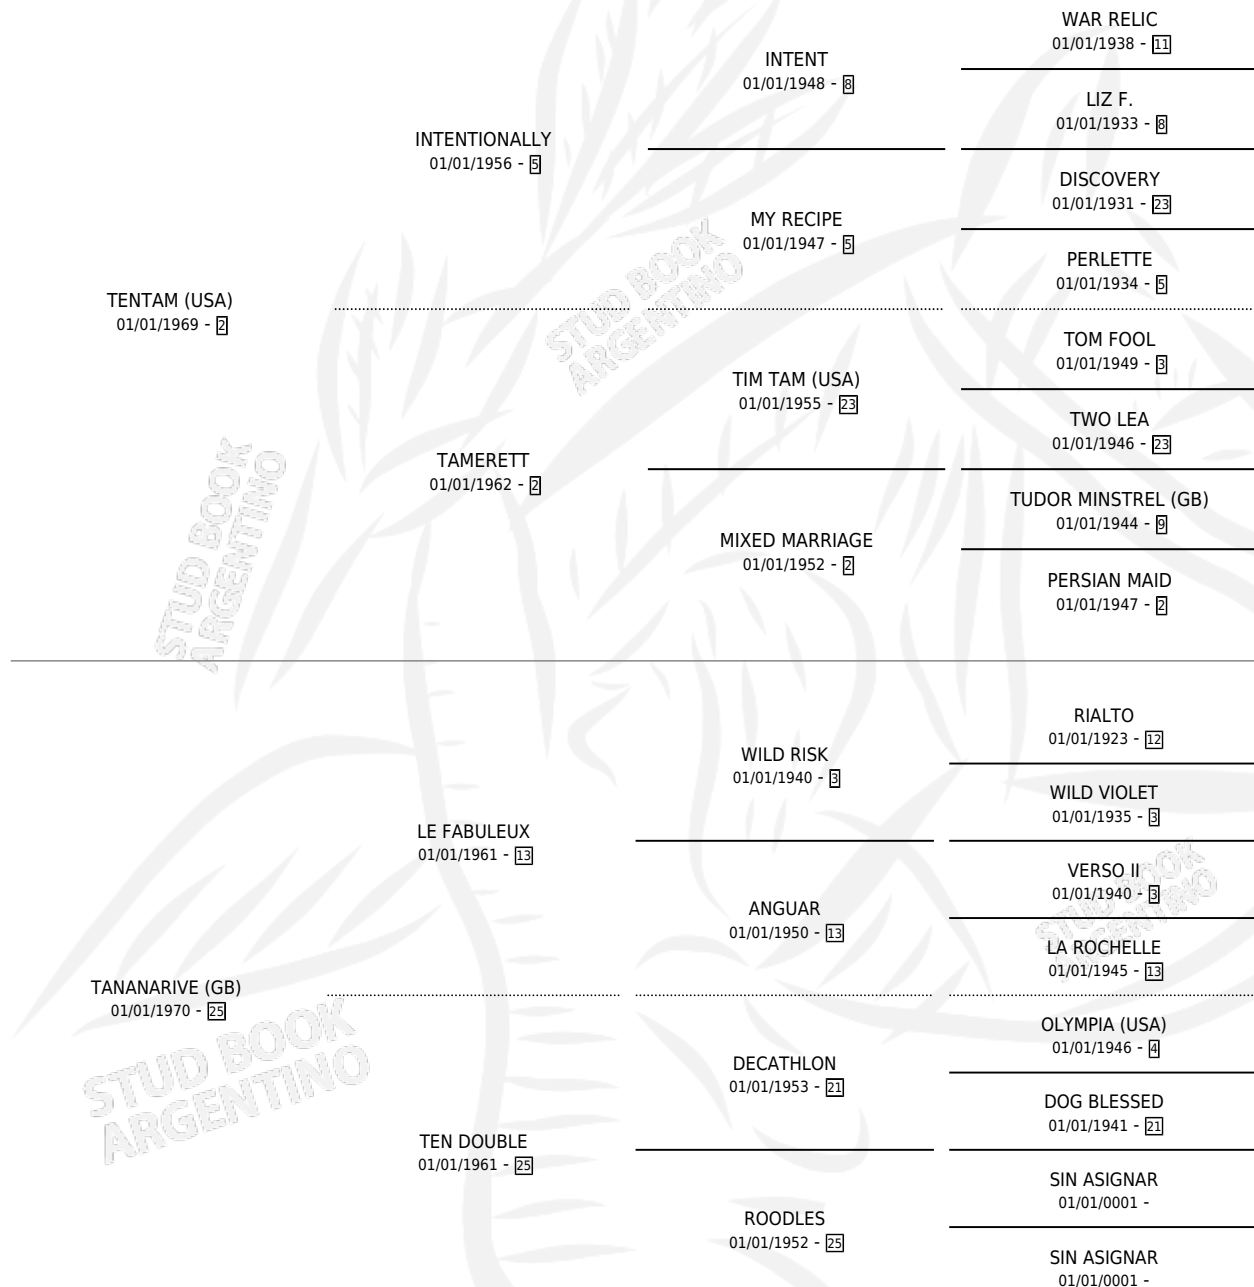 WAR RELIC
01/01/1938 - 11
INTENT
01/01/1948 - 8
LIZ F.
01/01/1933 - 8
INTENTIONALLY
01/01/1956 - 5
DISCOVERY
01/01/1931 - 23
MY RECIPE
01/01/1947 - 5
PERLETTE
01/01/1934 - 5
TENTAM (USA)
01/01/1969 - 2
TOM FOOL
01/01/1949 - 3
TIM TAM (USA)
01/01/1955 - 23
TWO LEA
01/01/1946 - 23
TAMERETT
01/01/1962 - 2
TUDOR MINSTREL (GB)
01/01/1944 - 9
MIXED MARRIAGE
01/01/1952 - 2
PERSIAN MAID
01/01/1947 - 2
RIALTO
01/01/1923 - 12
WILD RISK
01/01/1940 - 3
WILD VIOLET
01/01/1935 - 3
LE FABULEUX
01/01/1961 - 13
VERSO II
01/01/1940 - 3
ANGUAR
01/01/1950 - 13
LA ROCHELLE
01/01/1945 - 13
TANANARIVE (GB)
01/01/1970 - 25
OLYMPIA (USA)
01/01/1946 - 4
DECATHLON
01/01/1953 - 21
DOG BLESSED
01/01/1941 - 21
TEN DOUBLE
01/01/1961 - 25
SIN ASIGNAR
01/01/0001 -
ROODLES
01/01/1952 - 25
SIN ASIGNAR
01/01/0001 -
STUD BOOK
ARGENTINO
STUD BOOK
ARGENTINO
STUD BOOK
ARGENTINO
STUD BOOK
ARGENTINO